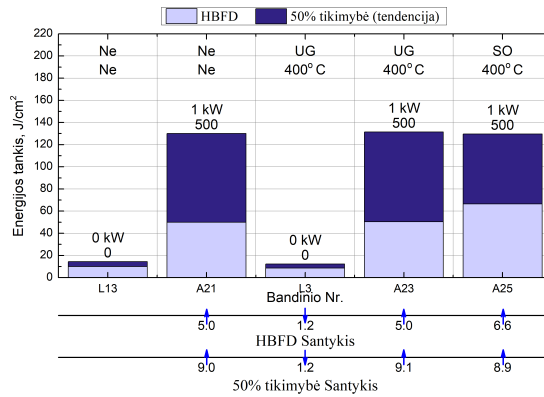 HBFD 50% tikimybė (tendencija)
Energijos tankis, J/cm²
220
200
180
160
140
120
100
80
60
40
20
0
Ne Ne UG UG SO
Ne Ne 400° C 400° C 400° C
0 kW 1 kW 0 kW 1 kW 1 kW
0 500 0 500 500
L13 A21 L3 A23 A25
Bandinio Nr.
5.0 1.2 5.0 6.6
HBFD Santykis
9.0 1.2 9.1 8.9
50% tikimybė Santykis